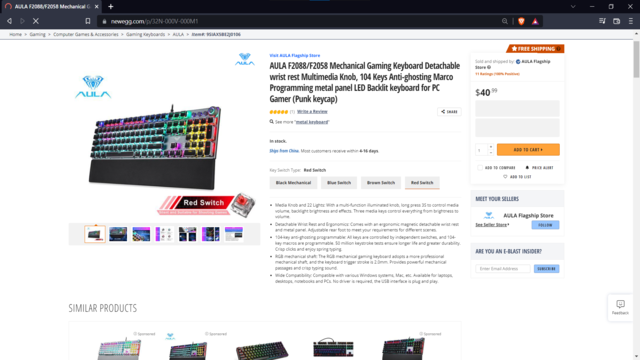 AULA F2088/F2058 Mechanical G
newegg.com/p/32N-000V-000M1
Home > Gaming > Computer Games & Accessories > Gaming Keyboards > AULA > Item#: 9SIAXSBE2J0106
AULA
Red Switch
Visit AULA Flagship Store
AULA F2088/F2058 Mechanical Gaming Keyboard Detachable
wrist rest Multimedia Knob, 104 Keys Anti-ghosting Marco
Programming metal panel LED Backlit keyboard for PC
Gamer (Punk keycap)
(1) Write a Review
SHARE
See more "metal keyboard"
In stock.
Ships from China. Most customers receive within 4-16 days.
Key Switch Type: Red Switch
Black Mechanical
Blue Switch
Brown Switch
Red Switch
Media Knob and 22 Lights: With a multi-function illuminated knob, long press 3S to control media
volume, backlight brightness and effects. Three media keys control everything from brightness to
volume.
Detachable Wrist Rest and Ergonomics: Comes with an ergonomic magnetic detachable wrist rest
and metal panel. Adjustable rear foot to meet your requirements for different scenes.
104-key anti-ghosting programmable: All keys are controlled by independent switches, and 104-
key macros are programmable. 50 million keystroke tests ensure longer life and greater durability.
Crisp clicks and enjoy spring typing.
RGB mechanical shaft: The RGB mechanical gaming keyboard adopts a more professional
mechanical shaft, and the keyboard trigger stroke is 2.0mm. Provides powerful mechanical
passages and crisp typing sound.
Wide Compatibility: Compatible with various Windows systems, Mac, etc. Available for laptops,
desktops, notebooks and PCs. No driver is required, the USB interface is plug and play.
FREE SHIPPING
Sold and shipped by AULA Flagship
Store
11 Ratings (100% Positive)
$40.99
1
ADD TO CART
ADD TO COMPARE
PRICE ALERT
ADD TO LIST
MEET YOUR SELLERS
AULA
AULA Flagship Store
See Seller Store
FOLLOW
ARE YOU AN E-BLAST INSIDER?
Enter Email Address
SUBSCRIBE
Feedback
SIMILAR PRODUCTS
Sponsored
AULA
Sponsored
Sponsored